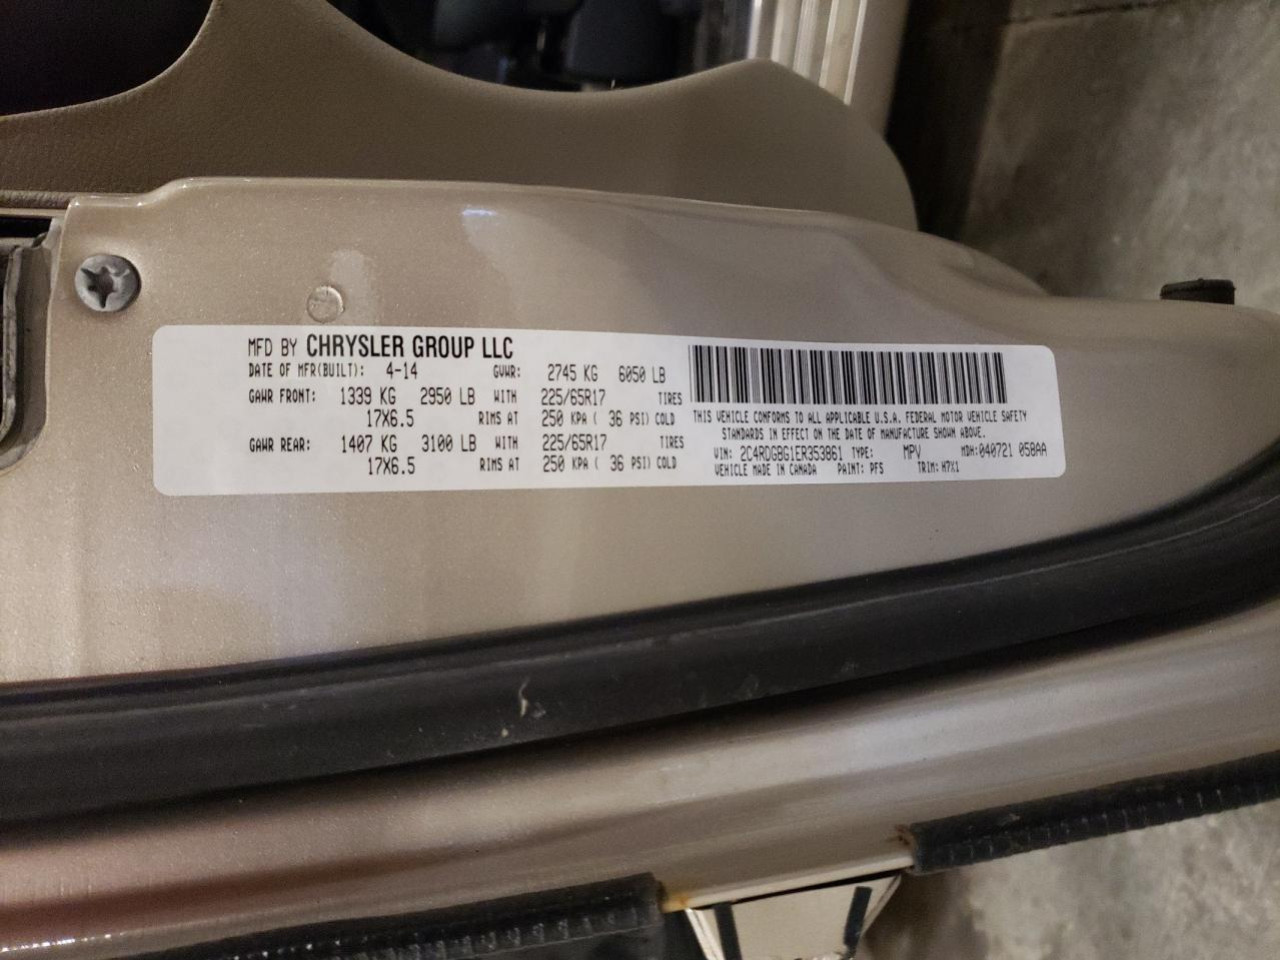 MFD BY CHRYSLER GROUP LLC
DATE OF MFR(BUILT): 4-14 GVWR: 2745 KG 6050 LB
GAWR FRONT: 1339 KG 2950 LB WITH 225/65R17 TIRES
17X6.5 RIMS AT 250 KPA ( 36 PSI) COLD
GAWR REAR: 1407 KG 3100 LB WITH 225/65R17 TIRES
17X6.5 RIMS AT 250 KPA ( 36 PSI) COLD
THIS VEHICLE CONFORMS TO ALL APPLICABLE U.S.A. FEDERAL MOTOR VEHICLE SAFETY
STANDARDS IN EFFECT ON THE DATE OF MANUFACTURE SHOWN ABOVE.
VIN: 2C4RDGBG1ER353861 TYPE: MPV MDH: 040721 058AA
VEHICLE MADE IN CANADA PAINT: PFS TRIM: H7X1